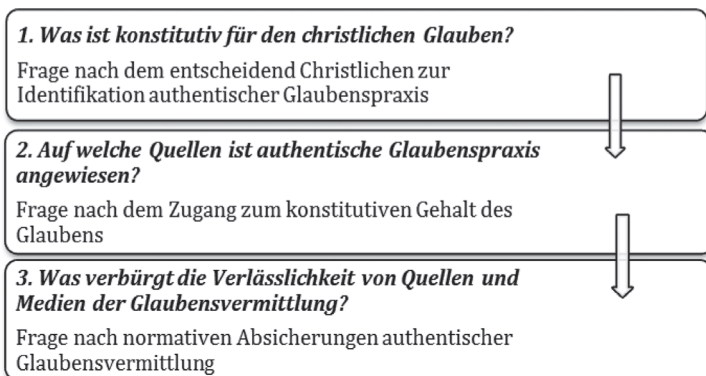 1. Was ist konstitutiv für den christlichen Glauben?
Frage nach dem entscheidend Christlichen zur
Identifikation authentischer Glaubenspraxis
2. Auf welche Quellen ist authentische Glaubenspraxis
angewiesen?
Frage nach dem Zugang zum konstitutiven Gehalt des
Glaubens
3. Was verbürgt die Verlässlichkeit von Quellen und
Medien der Glaubensvermittlung?
Frage nach normativen Absicherungen authentischer
Glaubensvermittlung